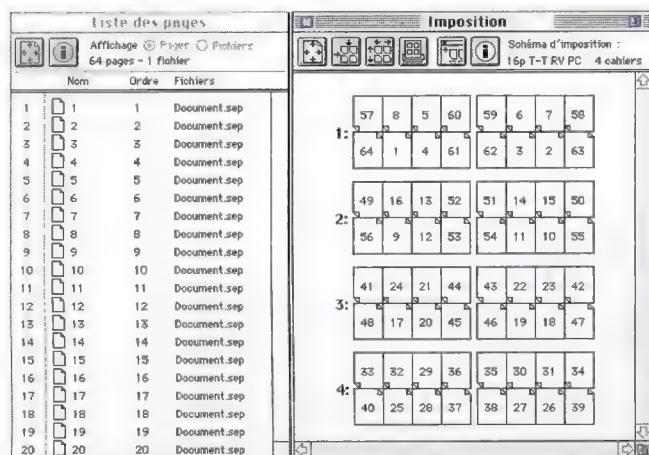 Liste des pages
Affichage Pages Fichiers
64 pages - 1 fichier
Nom Ordre Fichiers
1 1 1 Document.sep
2 2 2 Document.sep
3 3 3 Document.sep
4 4 4 Document.sep
5 5 5 Document.sep
6 6 6 Document.sep
7 7 7 Document.sep
8 8 8 Document.sep
9 9 9 Document.sep
10 10 10 Document.sep
11 11 11 Document.sep
12 12 12 Document.sep
13 13 13 Document.sep
14 14 14 Document.sep
15 15 15 Document.sep
16 16 16 Document.sep
17 17 17 Document.sep
18 18 18 Document.sep
19 19 19 Document.sep
20 20 20 Document.sep
Imposition
Schéma d'imposition :
16p T-T RV PC 4 cahiers
1:
57 8 5 60 59 6 7 58
64 1 4 61 62 3 2 63
2:
49 16 13 52 51 14 15 50
56 9 12 53 54 11 10 55
3:
41 24 21 44 43 22 23 42
48 17 20 45 46 19 18 47
4:
33 32 29 36 35 30 31 34
40 25 28 37 38 27 26 39